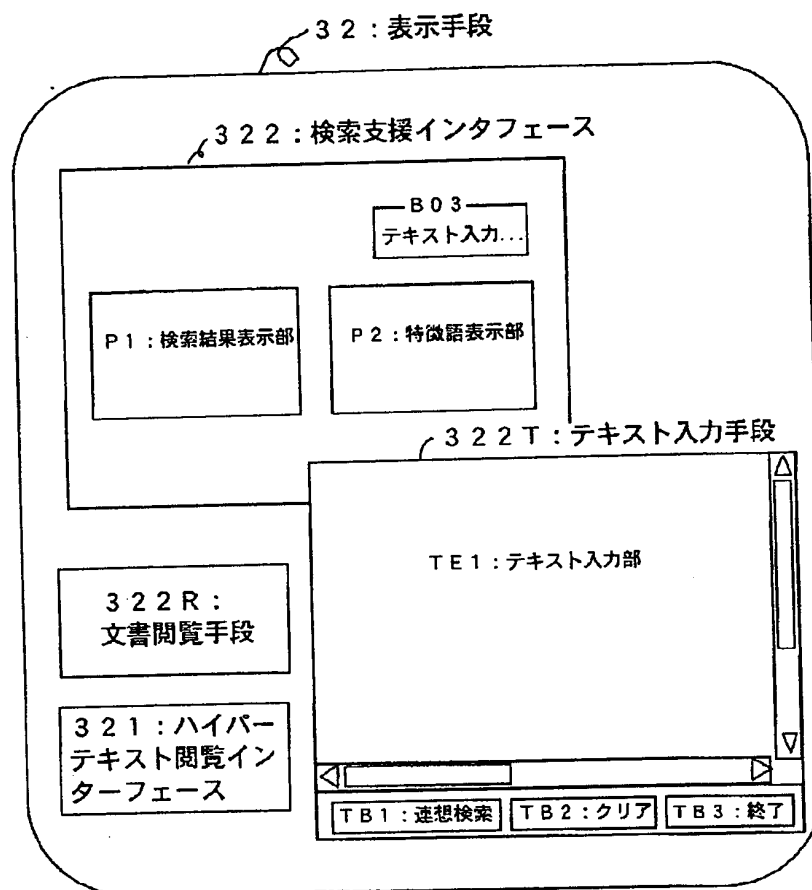 32：表示手段
322：検索支援インタフェース
B03
テキスト入力...
P1：検索結果表示部
P2：特徴語表示部
322T：テキスト入力手段
TE1：テキスト入力部
322R：
文書閲覧手段
321：ハイパー
テキスト閲覧イン
ターフェース
TB1：連想検索
TB2：クリア
TB3：終了